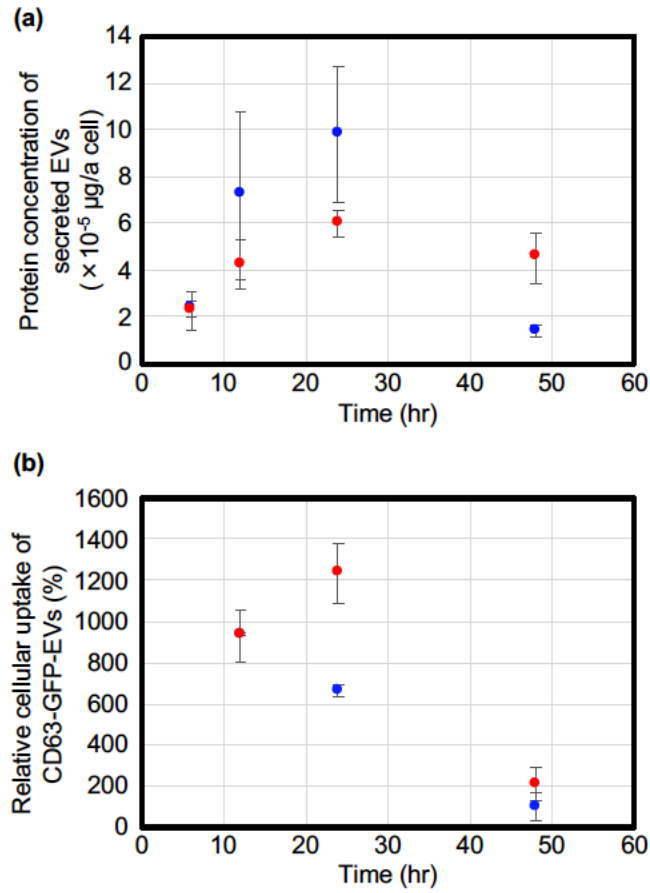 (a)
Protein concentration of
secreted EVs
(×10⁻⁵ μg/a cell)
14
12
10
8
6
4
2
0
0 10 20 30 40 50 60
Time (hr)
(b)
Relative cellular uptake of
CD63-GFP-EVs (%)
1600
1400
1200
1000
800
600
400
200
0
0 10 20 30 40 50 60
Time (hr)